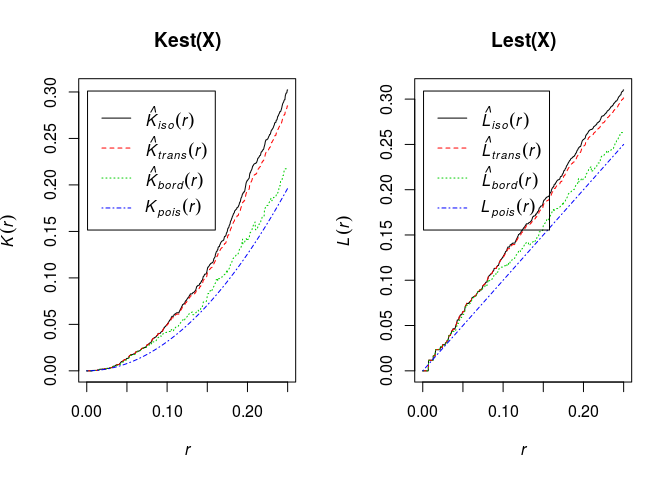 Kest(X)
K(r)
0.00 0.05 0.10 0.15 0.20 0.25 0.30
K̂iso(r)
K̂trans(r)
K̂bord(r)
Kpois(r)
0.00 0.10 0.20
r
Lest(X)
L(r)
0.00 0.05 0.10 0.15 0.20 0.25 0.30
L̂iso(r)
L̂trans(r)
L̂bord(r)
Lpois(r)
0.00 0.10 0.20
r